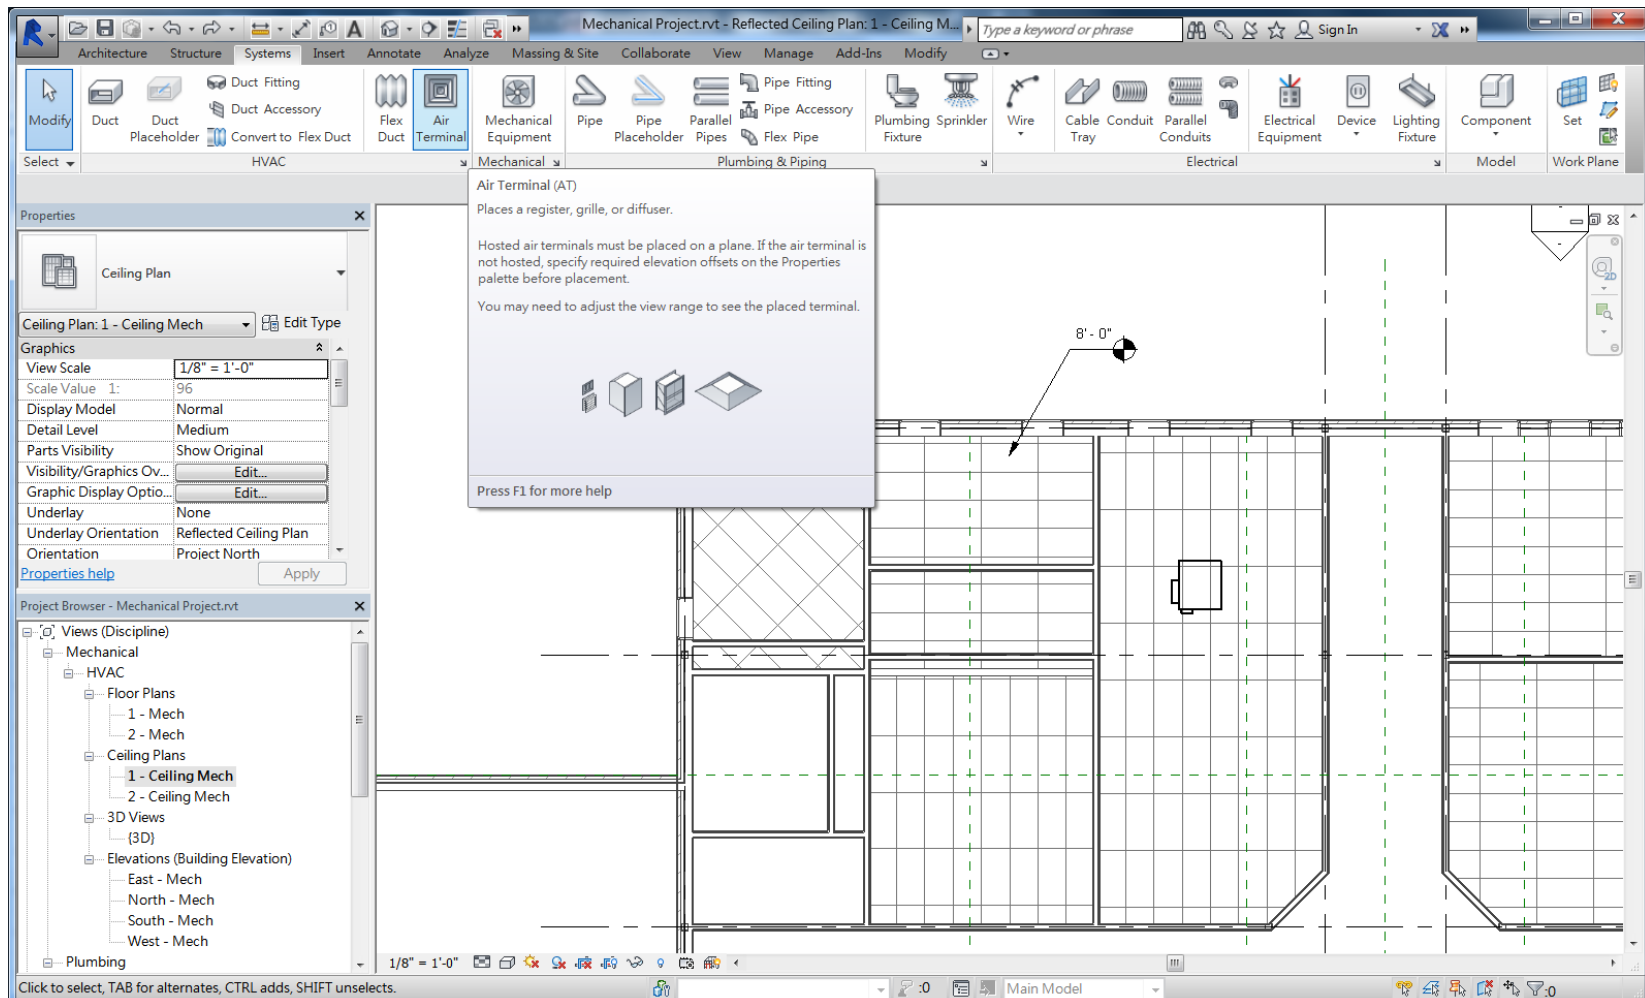 Mechanical Project.rvt - Reflected Ceiling Plan: 1 - Ceiling M...
Type a keyword or phrase
Sign In
Architecture Structure Systems Insert Annotate Analyze Massing & Site Collaborate View Manage Add-Ins Modify
Modify
Duct
Duct Placeholder
Duct Fitting
Duct Accessory
Convert to Flex Duct
Flex Duct
Air Terminal
Mechanical Equipment
Pipe
Pipe Placeholder
Parallel Pipes
Pipe Fitting
Pipe Accessory
Flex Pipe
Plumbing Fixture
Sprinkler
Wire
Cable Tray
Conduit
Parallel Conduits
Electrical Equipment
Device
Lighting Fixture
Component
Set
Select HVAC Mechanical Plumbing & Piping Electrical Model Work Plane
Air Terminal (AT)
Places a register, grille, or diffuser.
Hosted air terminals must be placed on a plane. If the air terminal is
not hosted, specify required elevation offsets on the Properties
palette before placement.
You may need to adjust the view range to see the placed terminal.
Press F1 for more help
Properties
Ceiling Plan
Ceiling Plan: 1 - Ceiling Mech
Edit Type
Graphics
View Scale 1/8" = 1'-0"
Scale Value 1: 96
Display Model Normal
Detail Level Medium
Parts Visibility Show Original
Visibility/Graphics Ov... Edit...
Graphic Display Optio... Edit...
Underlay None
Underlay Orientation Reflected Ceiling Plan
Orientation Project North
Properties help
Apply
Project Browser - Mechanical Project.rvt
Views (Discipline)
Mechanical
HVAC
Floor Plans
1 - Mech
2 - Mech
Ceiling Plans
1 - Ceiling Mech
2 - Ceiling Mech
3D Views
{3D}
Elevations (Building Elevation)
East - Mech
North - Mech
South - Mech
West - Mech
Plumbing
8' - 0"
2D
1/8" = 1'-0"
Click to select, TAB for alternates, CTRL adds, SHIFT unselects.
:0
Main Model
:0